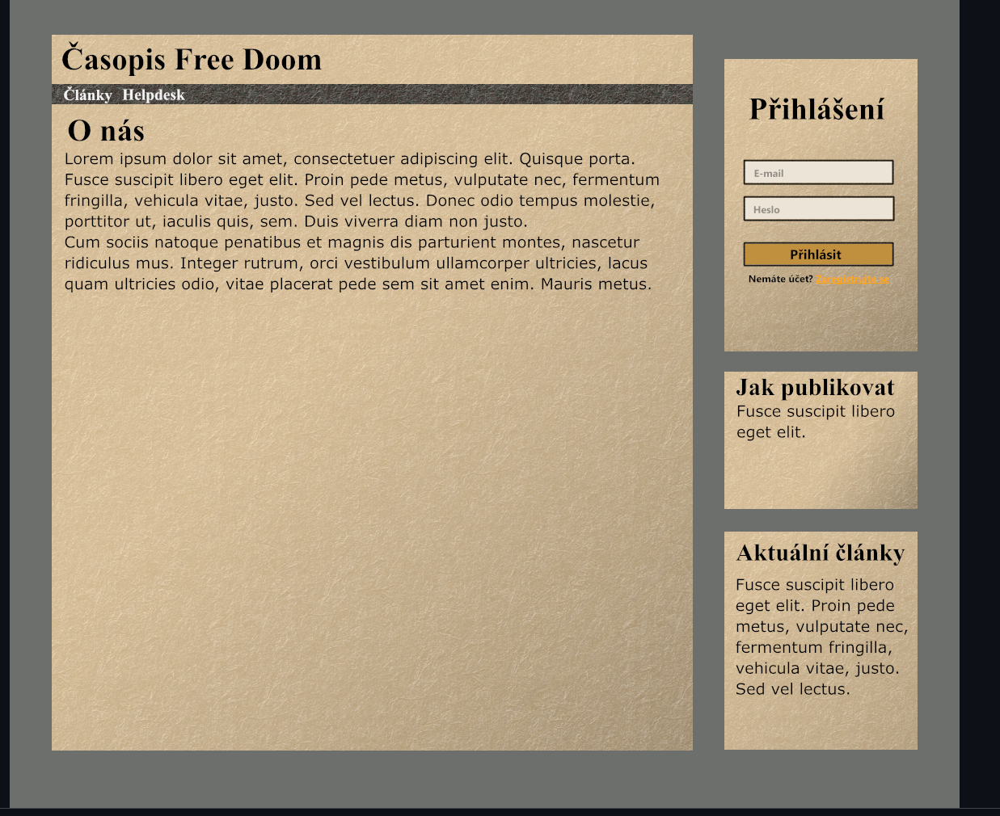 Časopis Free Doom
Články Helpdesk
O nás
Lorem ipsum dolor sit amet, consectetuer adipiscing elit. Quisque porta.
Fusce suscipit libero eget elit. Proin pede metus, vulputate nec, fermentum
fringilla, vehicula vitae, justo. Sed vel lectus. Donec odio tempus molestie,
porttitor ut, iaculis quis, sem. Duis viverra diam non justo.
Cum sociis natoque penatibus et magnis dis parturient montes, nascetur
ridiculus mus. Integer rutrum, orci vestibulum ullamcorper ultricies, lacus
quam ultricies odio, vitae placerat pede sem sit amet enim. Mauris metus.
Přihlášení
E-mail
Heslo
Přihlásit
Nemáte účet? Zaregistrujte se
Jak publikovat
Fusce suscipit libero
eget elit.
Aktuální články
Fusce suscipit libero
eget elit. Proin pede
metus, vulputate nec,
fermentum fringilla,
vehicula vitae, justo.
Sed vel lectus.